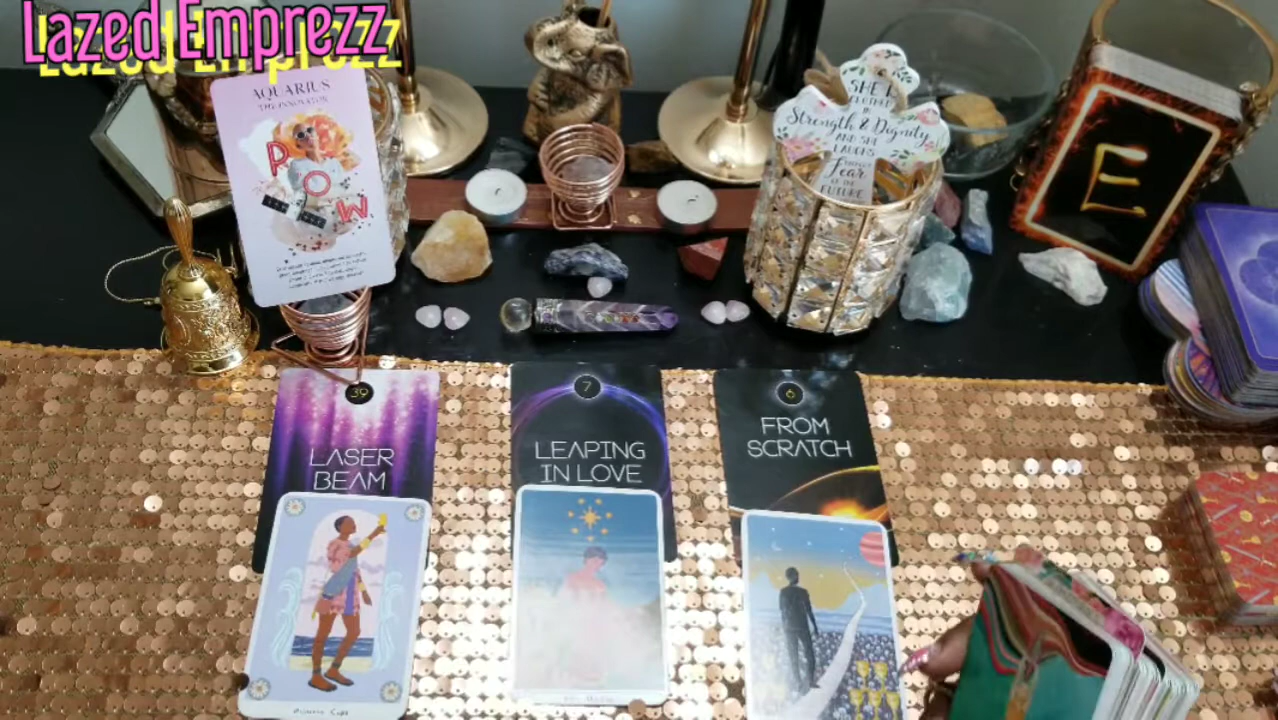 Lazed Emprezz
AQUARIUS
THE INNOVATOR
POW
SHE IS
CLOTHED
IN
Strength & Dignity
AND SHE
LAUGHS
Without
Fear
OF THE
FUTURE
E
39
LASER
BEAM
7
LEAPING
IN LOVE
6
FROM
SCRATCH